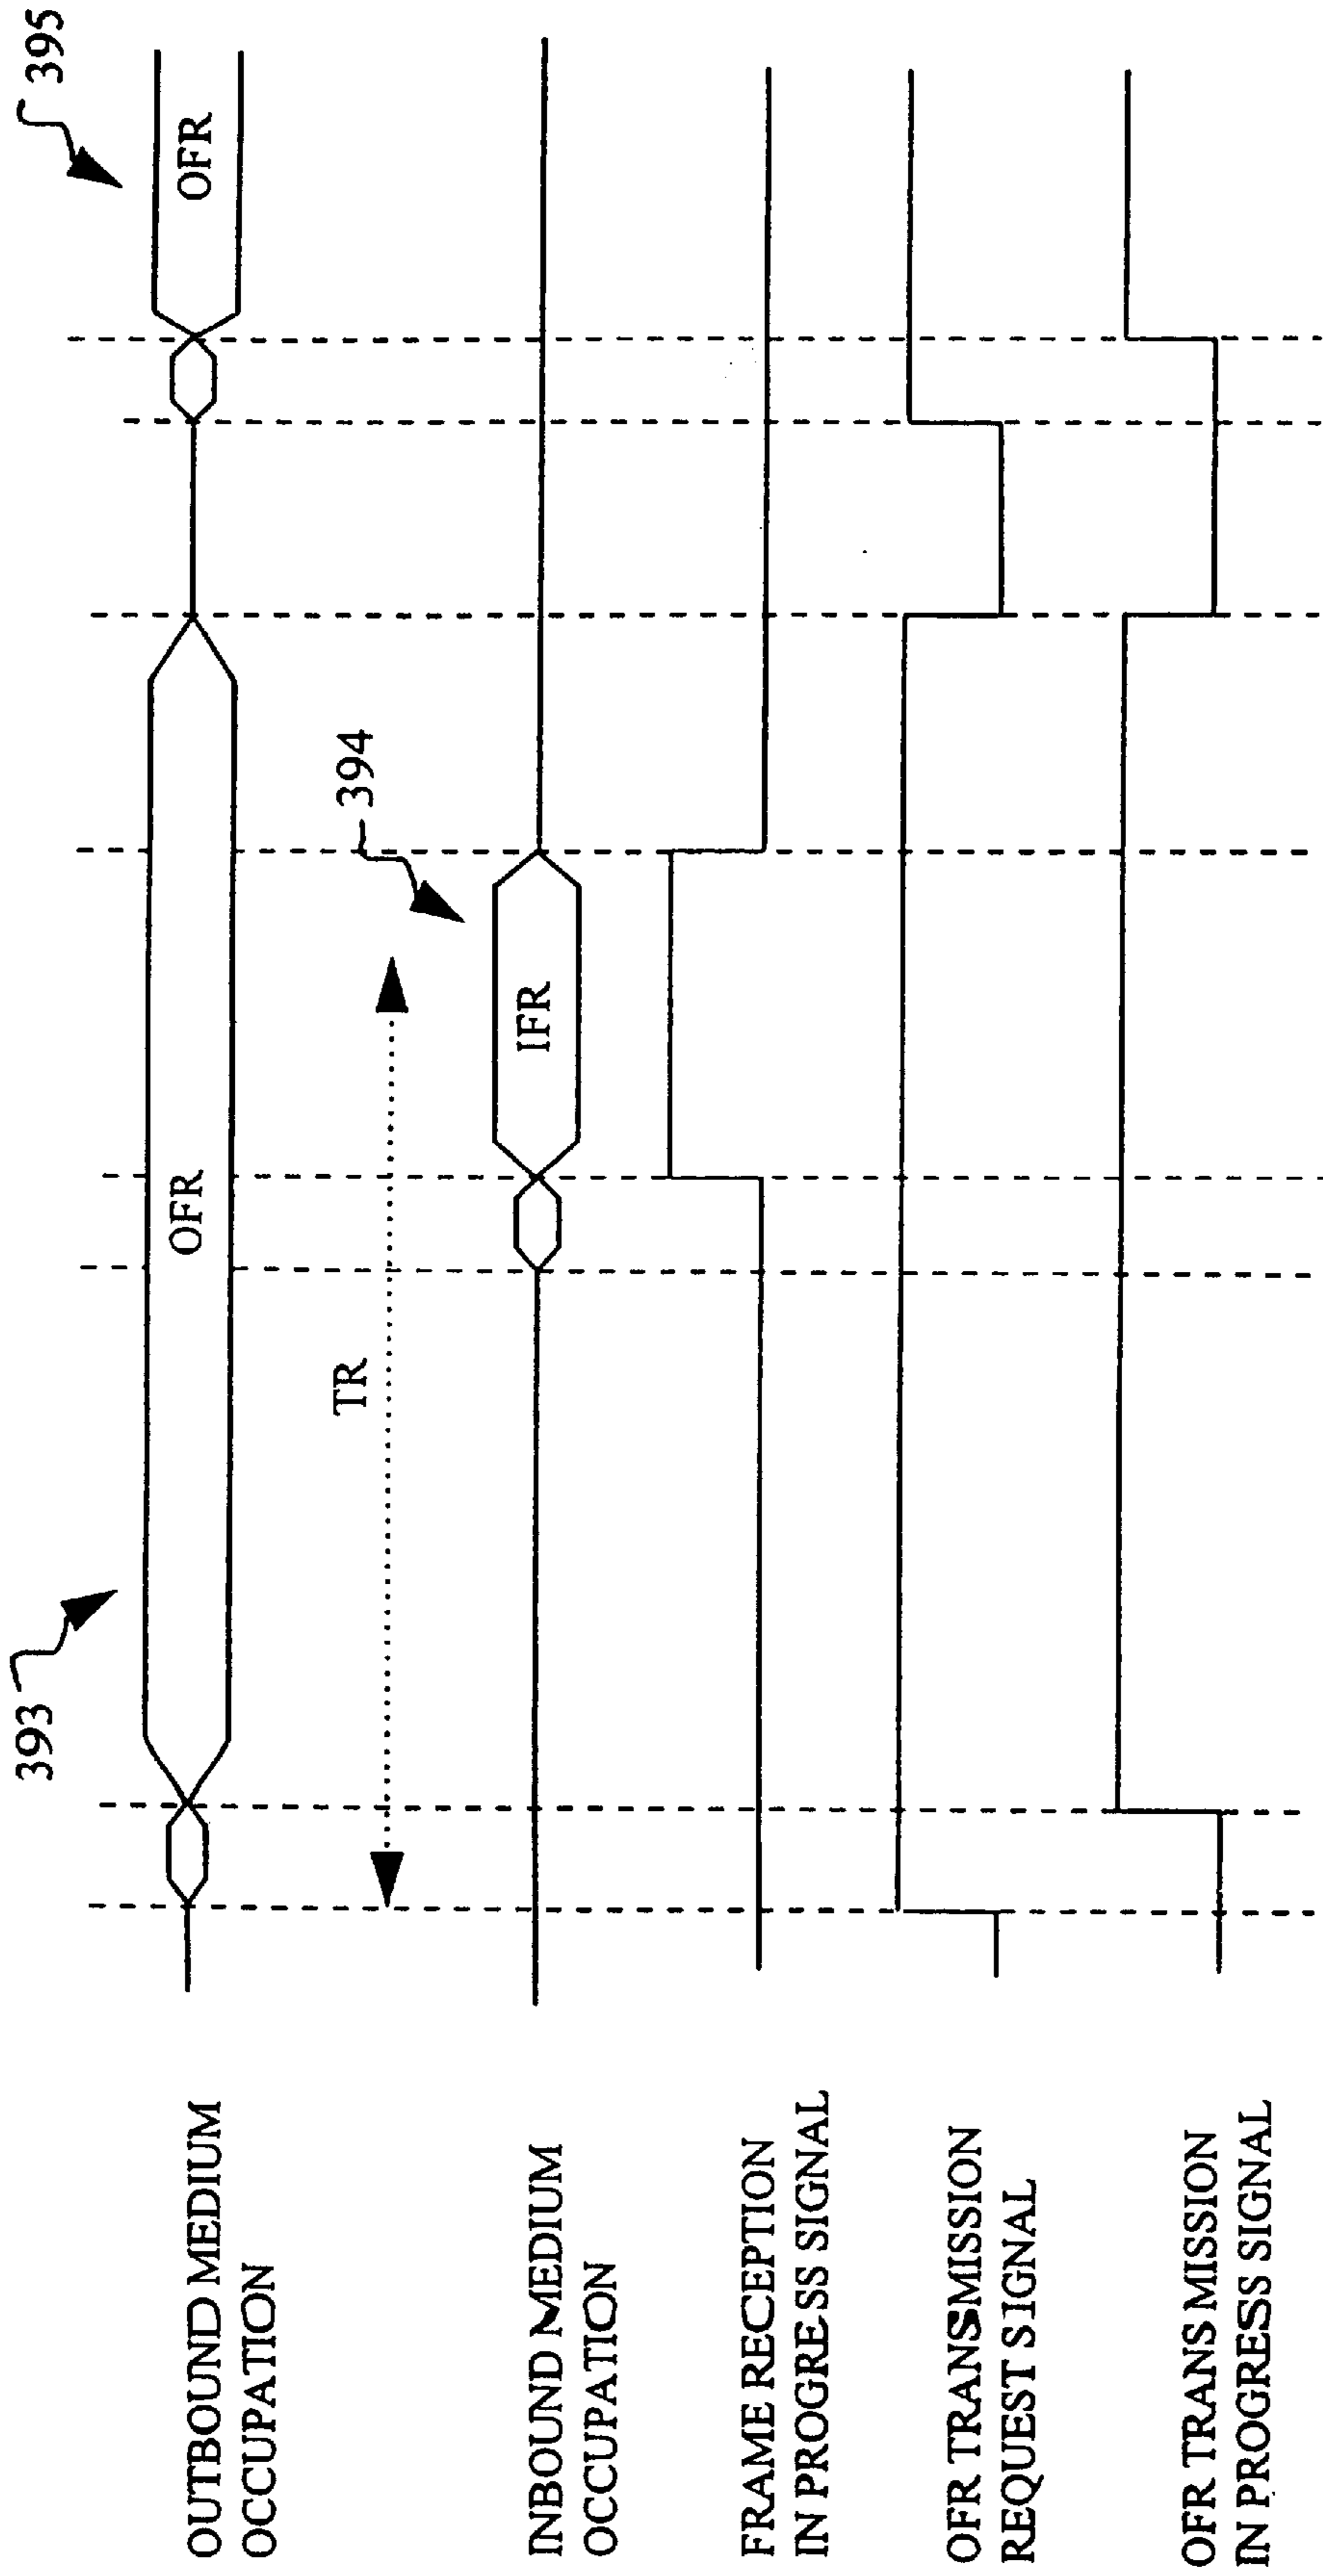 393
395
OFR
OFR
TR
394
IFR
OUTBOUND MEDIUM
OCCUPATION
INBOUND MEDIUM
OCCUPATION
FRAME RECEPTION
IN PROGRESS SIGNAL
OFR TRANSMISSION
REQUEST SIGNAL
OFR TRANSMISSION
IN PROGRESS SIGNAL